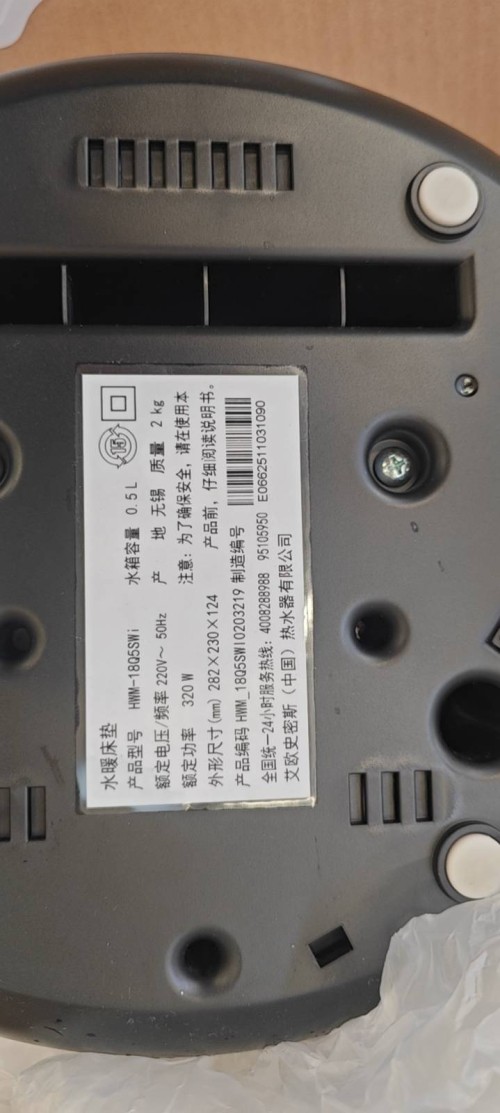 水暖床垫
产品型号 HWM-18Q5SWi 水箱容量 0.5L
额定电压/频率 220V～ 50Hz 产 地 无锡 质量 2 kg
额定功率 320 W 注意：为了确保安全，请在使用本
外形尺寸(mm) 282×230×124 产品前，仔细阅读说明书。
产品编码 HWM_18Q5SWI0203219 制造编号 E0662511031090
全国统一24小时服务热线：4008288988 95105950
艾欧史密斯（中国）热水器有限公司
15